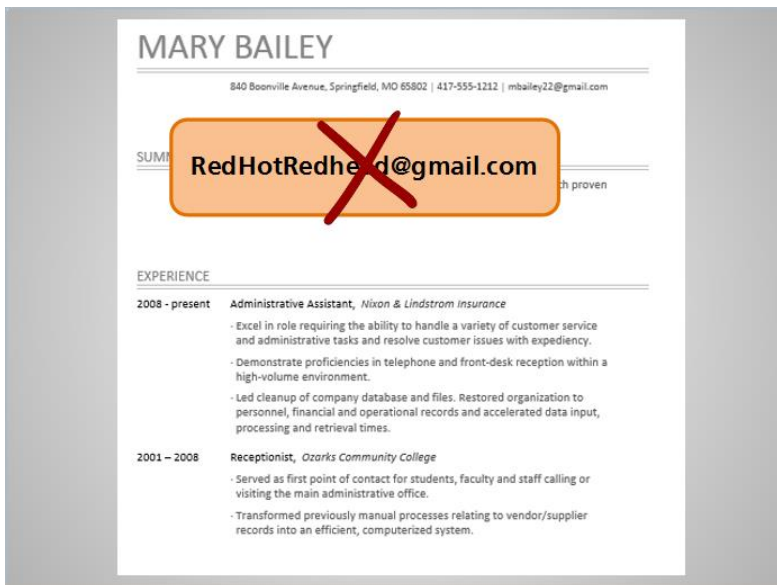 MARY BAILEY
840 Boonville Avenue, Springfield, MO 65802 | 417-555-1212 | mbailey22@gmail.com
RedHotRedhe d@gmail.com
proven
EXPERIENCE
2008 - present Administrative Assistant, Nixon & Lindstrom Insurance
· Excel in role requiring the ability to handle a variety of customer service
and administrative tasks and resolve customer issues with expediency.
· Demonstrate proficiencies in telephone and front-desk reception within a
high-volume environment.
· Led cleanup of company database and files. Restored organization to
personnel, financial and operational records and accelerated data input,
processing and retrieval times.
2001 – 2008 Receptionist, Ozarks Community College
· Served as first point of contact for students, faculty and staff calling or
visiting the main administrative office.
· Transformed previously manual processes relating to vendor/supplier
records into an efficient, computerized system.